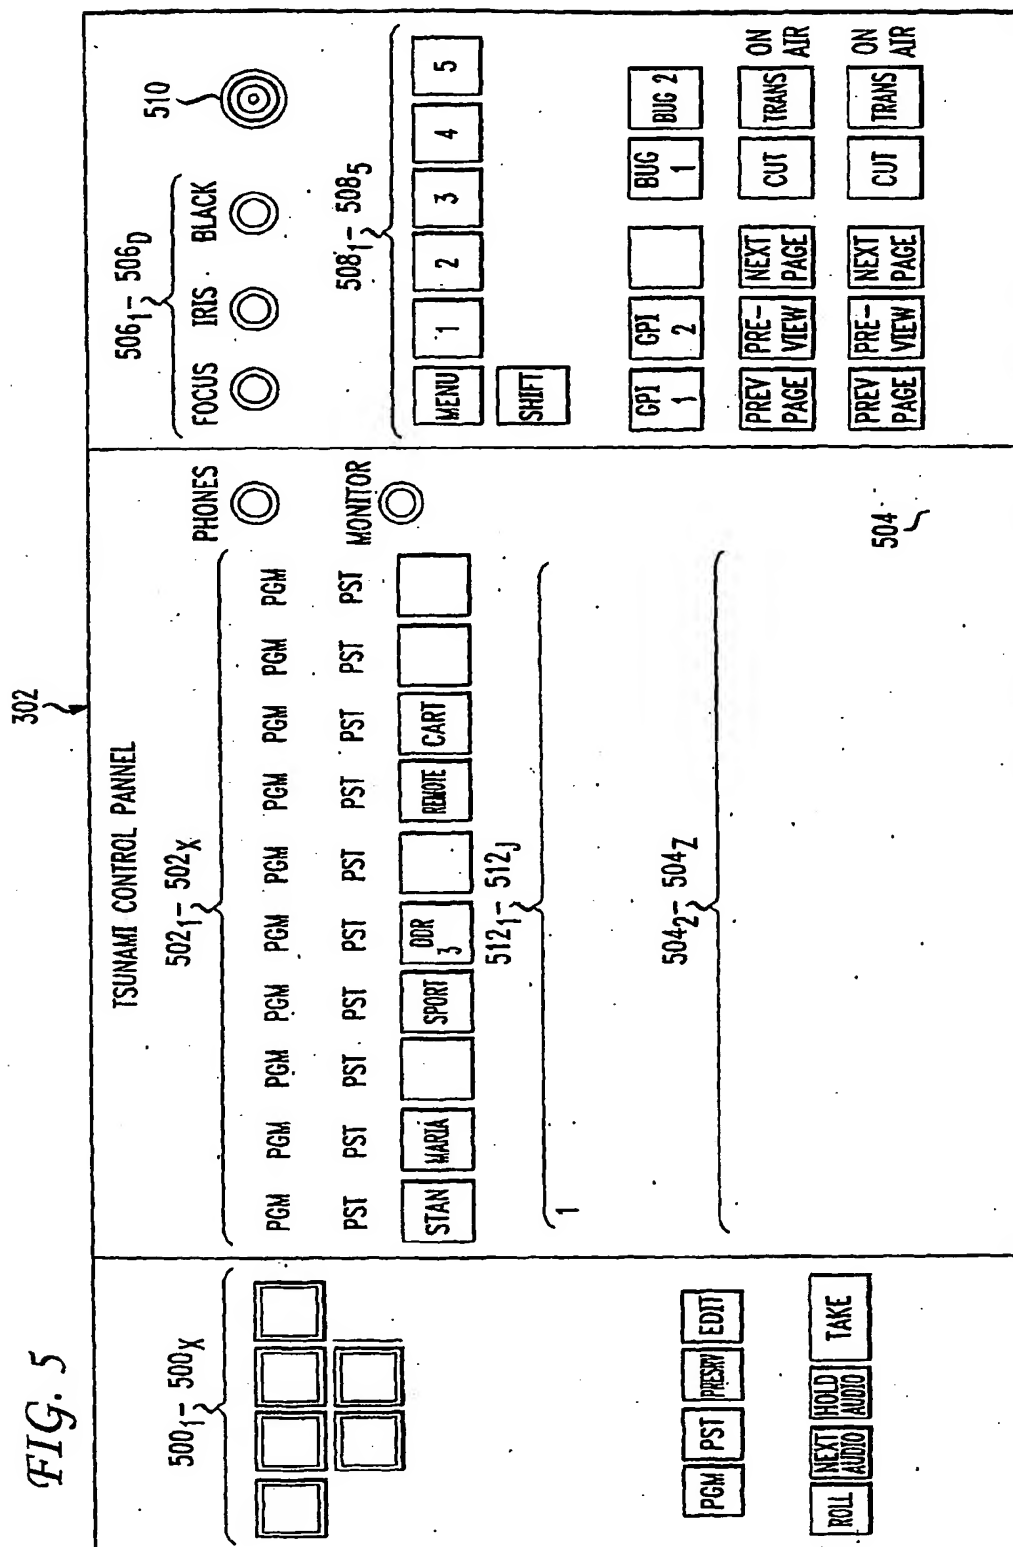 FIG. 5
302
TSUNAMI CONTROL PANNEL
500₁– 500X
PGM PST PRESRV EDIT
ROLL NEXT AUDIO HOLD AUDIO TAKE
502₁– 502X
PGM PGM PGM PGM PGM PGM PGM PGM PGM PGM
PST PST PST PST PST PST PST PST PST PST
STAN MARIA SPORT DDR 3 REMOTE CART
PHONES
MONITOR
512₁– 512J
1
504₂– 504Z
504
506₁– 506D
510
FOCUS IRIS BLACK
508₁– 508₅
MENU 1 2 3 4 5
SHIFT
GPI 1 GPI 2 BUG 1 BUG 2
PREV PAGE PRE- VIEW NEXT PAGE CUT TRANS ON AIR
PREV PAGE PRE- VIEW NEXT PAGE CUT TRANS ON AIR